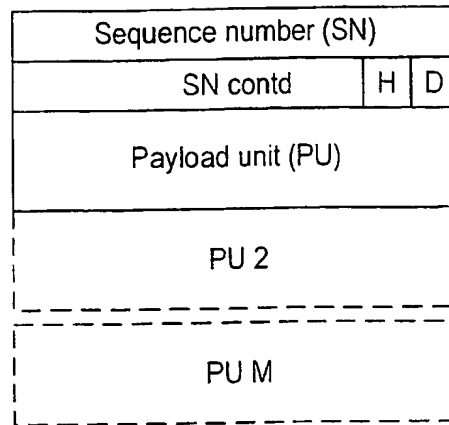 Sequence number (SN)
SN contd H D
Payload unit (PU)
PU 2
PU M